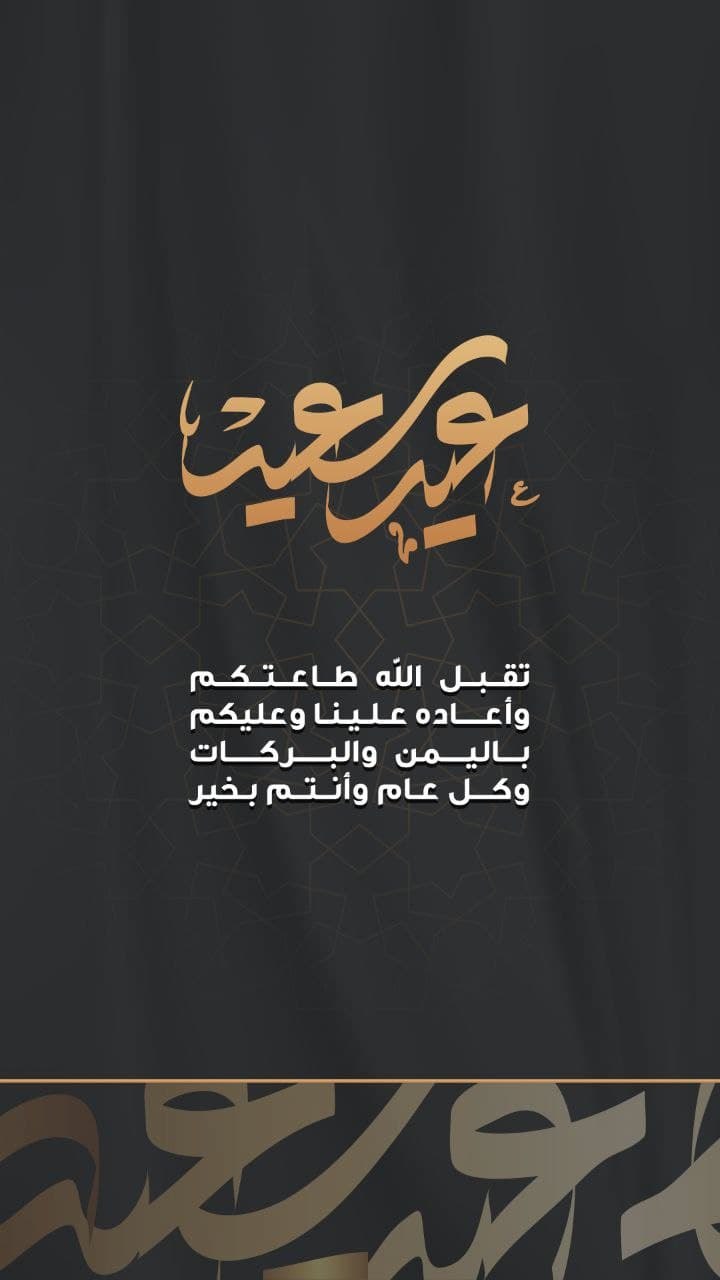 عيد سعيد
تقبل الله طاعتكم
وأعاده علينا وعليكم
باليمن والبركات
وكل عام وأنتم بخير